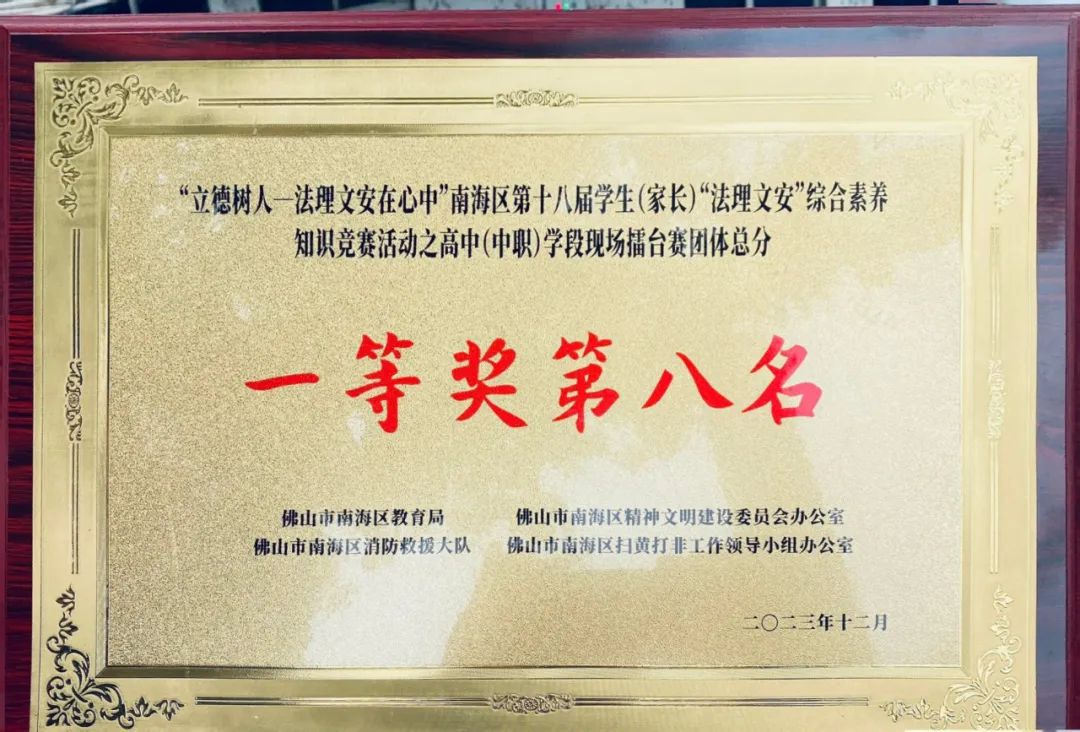 “立德树人—法理文安在心中”南海区第十八届学生(家长)“法理文安”综合素养
知识竞赛活动之高中(中职)学段现场擂台赛团体总分
一等奖第八名
佛山市南海区教育局 佛山市南海区精神文明建设委员会办公室
佛山市南海区消防救援大队 佛山市南海区扫黄打非工作领导小组办公室
二〇二三年十二月